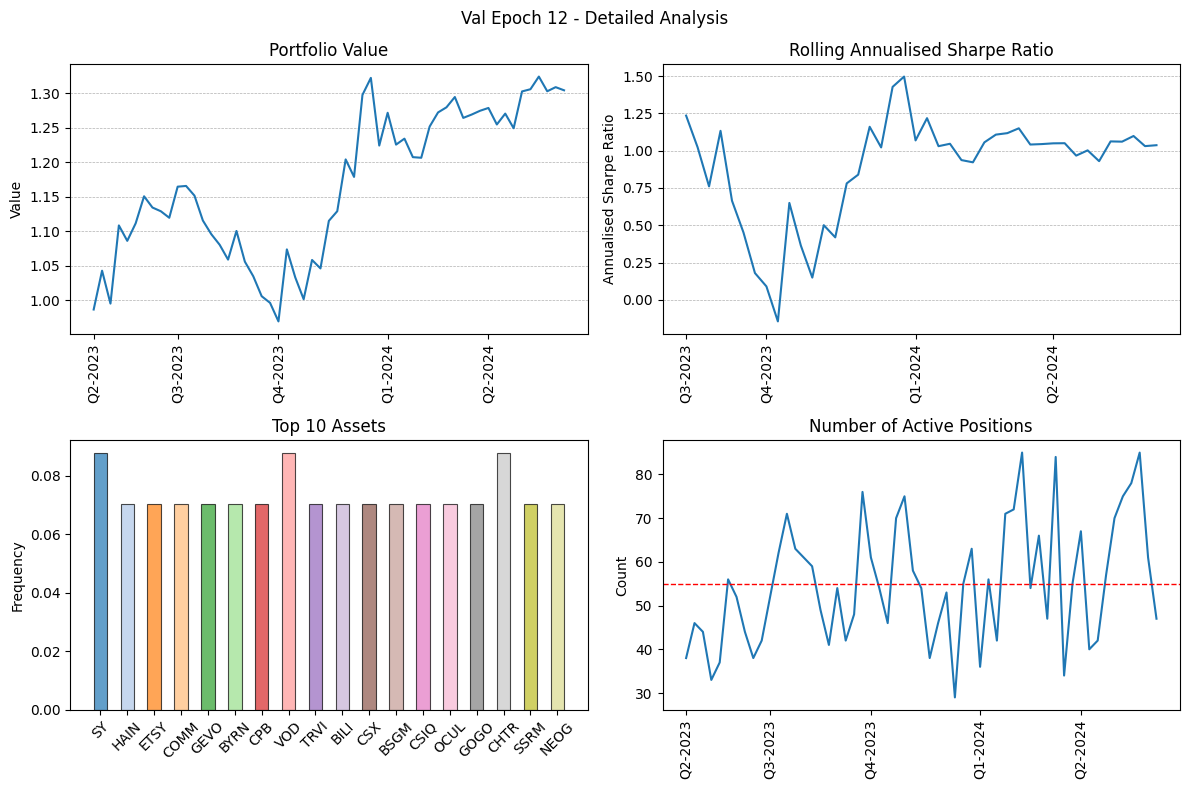 Val Epoch 12 - Detailed Analysis
Portfolio Value
Value
1.30
1.25
1.20
1.15
1.10
1.05
1.00
Q2-2023
Q3-2023
Q4-2023
Q1-2024
Q2-2024
Rolling Annualised Sharpe Ratio
Annualised Sharpe Ratio
1.50
1.25
1.00
0.75
0.50
0.25
0.00
Q3-2023
Q4-2023
Q1-2024
Q2-2024
Top 10 Assets
Frequency
0.08
0.06
0.04
0.02
0.00
SY
HAIN
ETSY
COMM
GEVO
BYRN
CPB
VOD
TRVI
BILI
CSX
BSGM
CSIQ
OCUL
GOGO
CHTR
SSRM
NEOG
Number of Active Positions
Count
80
70
60
50
40
30
Q2-2023
Q3-2023
Q4-2023
Q1-2024
Q2-2024